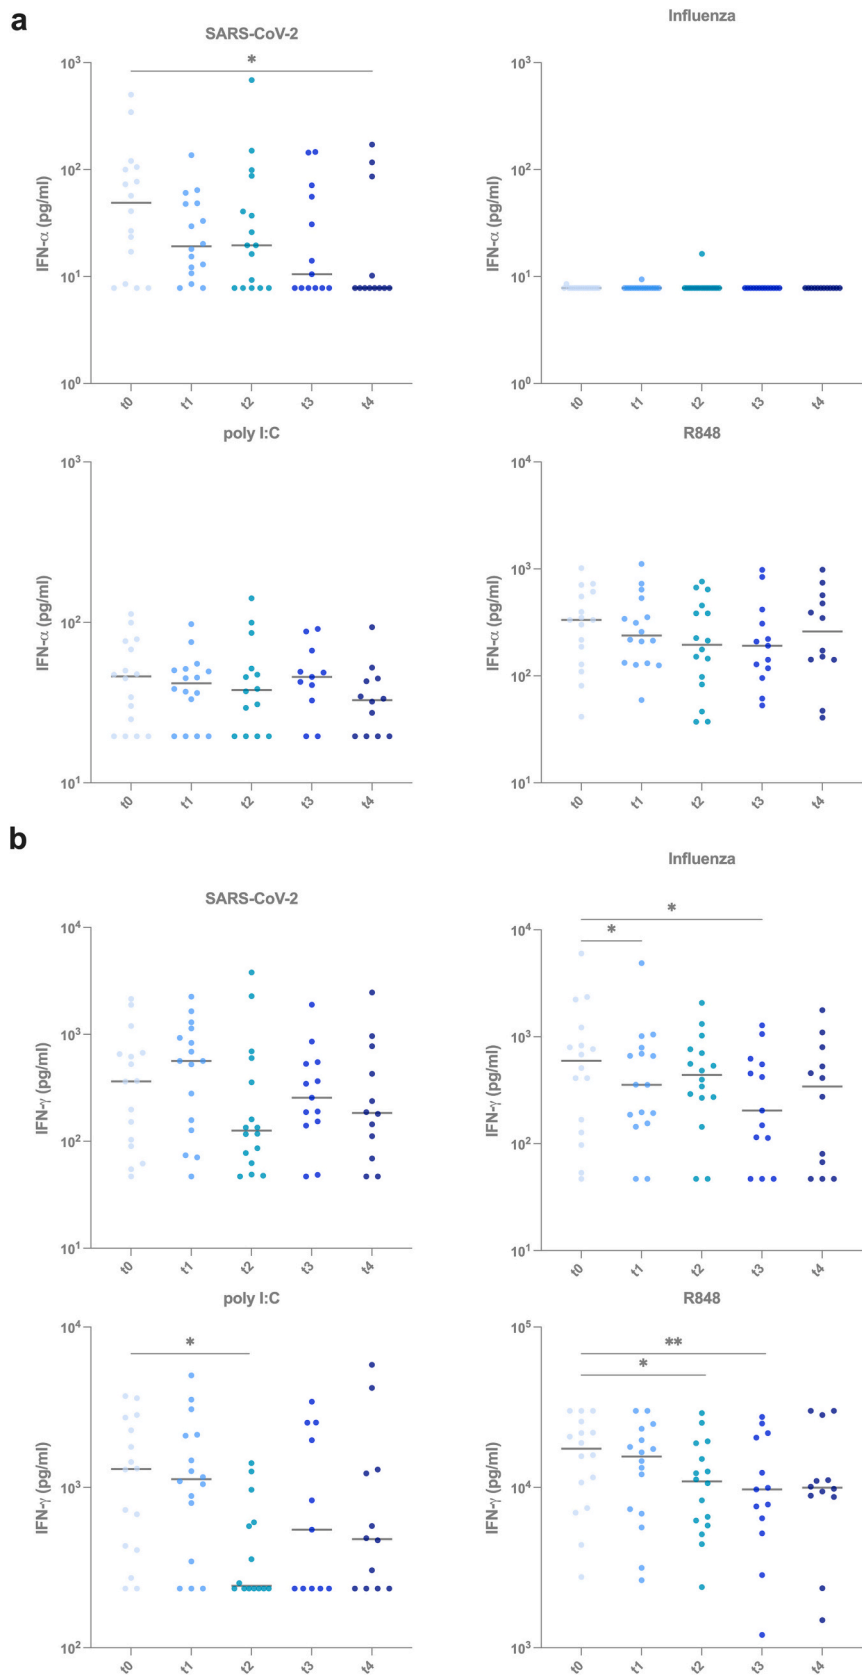 a
SARS-CoV-2
*
IFN-α (pg/ml)
10³
10²
10¹
10⁰
t0 t1 t2 t3 t4
Influenza
IFN-α (pg/ml)
10³
10²
10¹
10⁰
t0 t1 t2 t3 t4
poly I:C
IFN-α (pg/ml)
10³
10²
10¹
t0 t1 t2 t3 t4
R848
IFN-α (pg/ml)
10⁴
10³
10²
10¹
t0 t1 t2 t3 t4
b
SARS-CoV-2
IFN-γ (pg/ml)
10⁴
10³
10²
10¹
t0 t1 t2 t3 t4
Influenza
*
*
IFN-γ (pg/ml)
10⁴
10³
10²
10¹
t0 t1 t2 t3 t4
poly I:C
*
IFN-γ (pg/ml)
10⁴
10³
10²
t0 t1 t2 t3 t4
R848
**
*
IFN-γ (pg/ml)
10⁵
10⁴
10³
t0 t1 t2 t3 t4